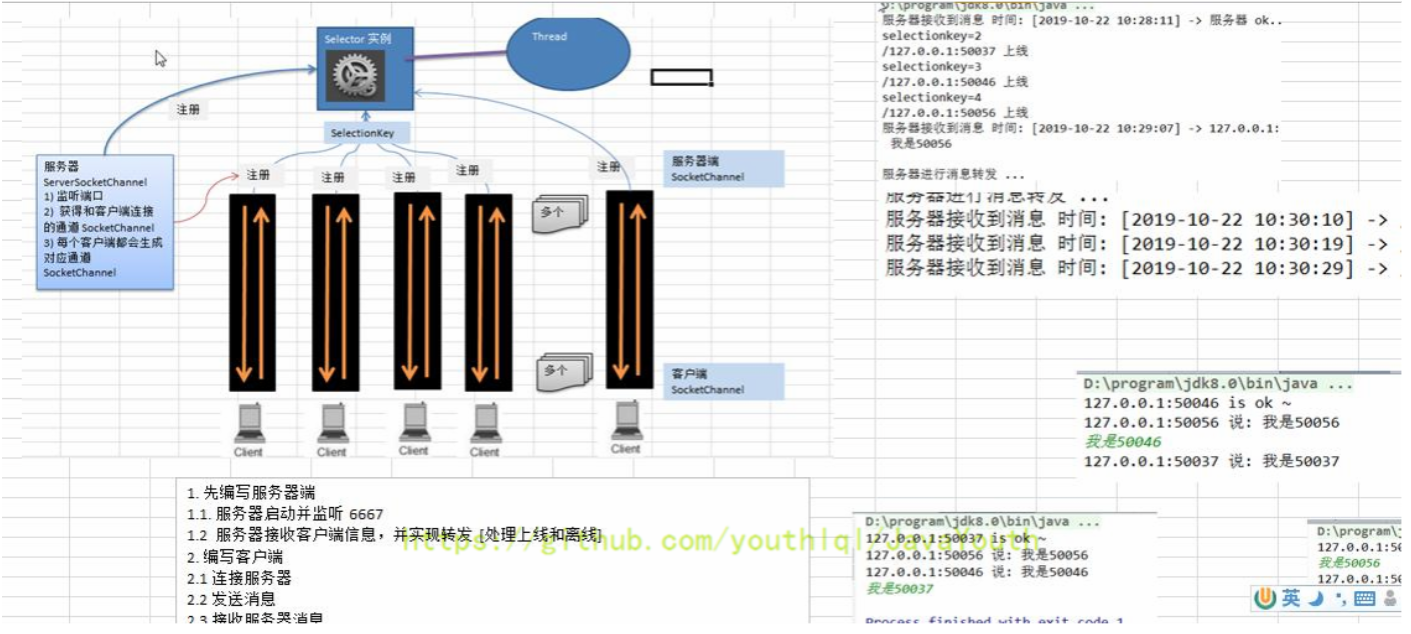 Selector 实例
Thread
注册
SelectionKey
服务器
ServerSocketChannel
1) 监听端口
2) 获得和客户端连接
的通道 SocketChannel
3) 每个客户端都会生成
对应通道
SocketChannel
注册
注册
注册
注册
注册
服务器端
SocketChannel
多个
多个
客户端
SocketChannel
Client
Client
Client
Client
Client
1. 先编写服务器端
1.1. 服务器启动并监听 6667
1.2 服务器接收客户端信息，并实现转发 [处理上线和离线]
2. 编写客户端
2.1 连接服务器
2.2 发送消息
2.3 接收服务器消息
https://github.com/youthlql/JavaYouth
D:\program\jdk8.0\bin\java ...
服务器接收到消息 时间: [2019-10-22 10:28:11] -> 服务器 ok..
selectionkey=2
/127.0.0.1:50037 上线
selectionkey=3
/127.0.0.1:50046 上线
selectionkey=4
/127.0.0.1:50056 上线
服务器接收到消息 时间: [2019-10-22 10:29:07] -> 127.0.0.1:
我是50056
服务器进行消息转发 ...
服务器进行消息转发 ...
服务器接收到消息 时间: [2019-10-22 10:30:10] ->
服务器接收到消息 时间: [2019-10-22 10:30:19] ->
服务器接收到消息 时间: [2019-10-22 10:30:29] ->
D:\program\jdk8.0\bin\java ...
127.0.0.1:50046 is ok ~
127.0.0.1:50056 说: 我是50056
我是50046
127.0.0.1:50037 说: 我是50037
D:\program\jdk8.0\bin\java ...
127.0.0.1:50037 is ok ~
127.0.0.1:50056 说: 我是50056
127.0.0.1:50046 说: 我是50046
我是50037
Process finished with exit code 1
D:\program\j
127.0.0.1:50
我是50056
127.0.0.1:50
英